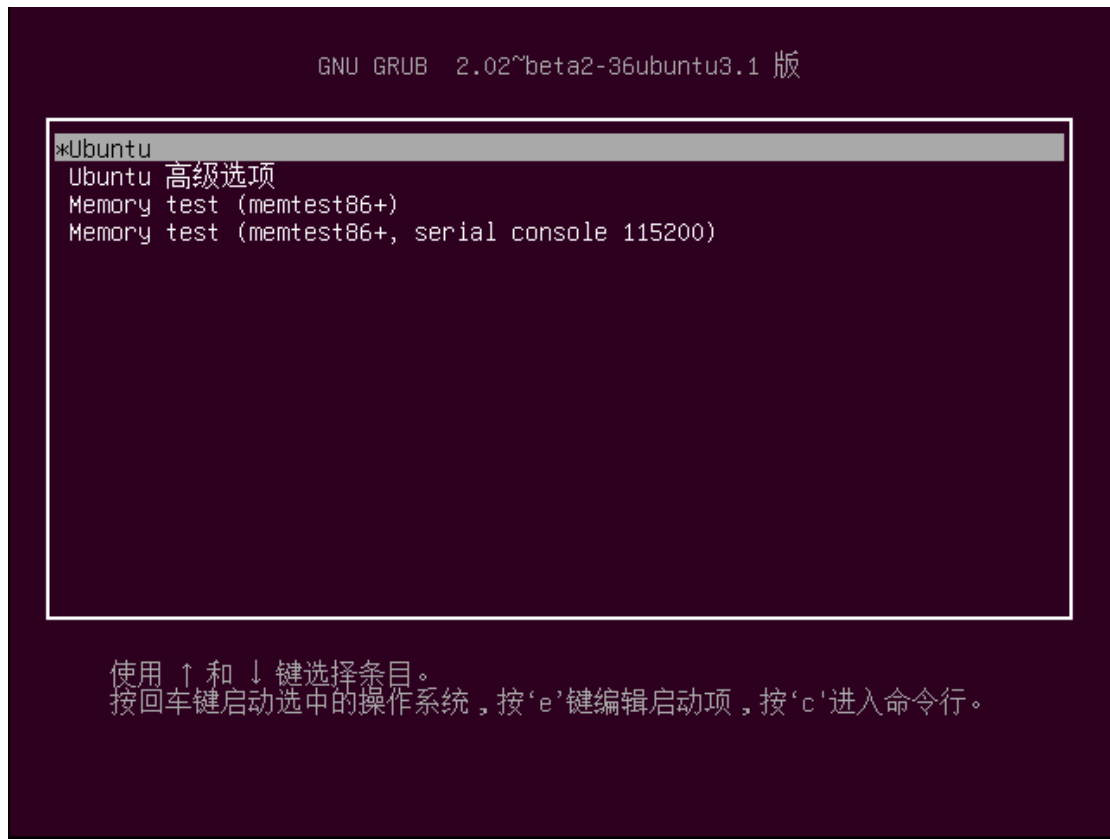 GNU GRUB  2.02~beta2-36ubuntu3.1 版
*Ubuntu
Ubuntu 高级选项
Memory test (memtest86+)
Memory test (memtest86+, serial console 115200)
使用 ↑ 和 ↓ 键选择条目。
按回车键启动选中的操作系统，按‘e’键编辑启动项，按‘c'进入命令行。